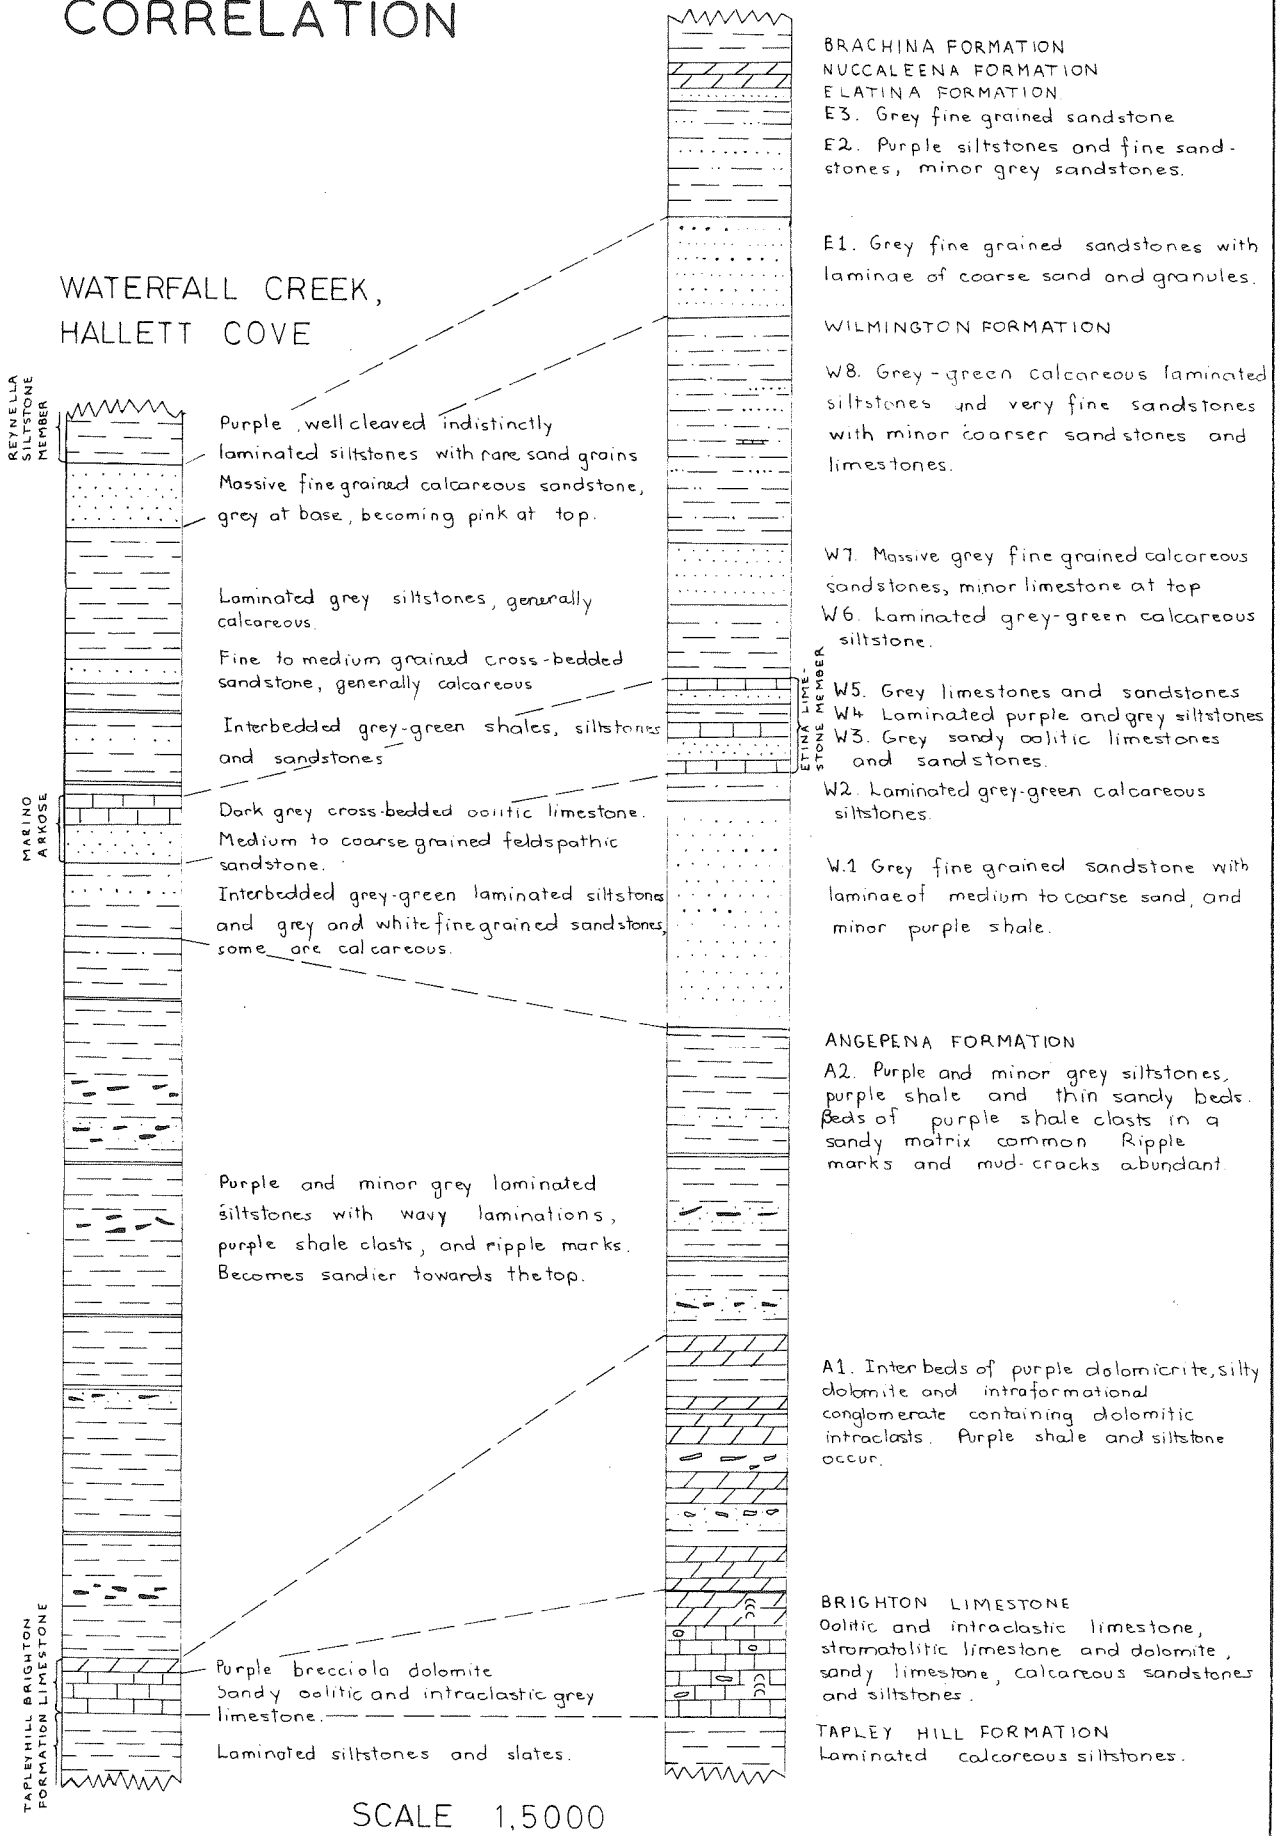 CORRELATION
WATERFALL CREEK,
HALLETT COVE
REYNELLA
SILTSTONE
MEMBER
Purple well cleaved indistinctly
laminated siltstones with rare sand grains
Massive fine grained calcareous sandstone,
grey at base, becoming pink at top.
Laminated grey siltstones, generally
calcareous.
Fine to medium grained cross-bedded
sandstone, generally calcareous
Interbedded grey-green shales, siltstones
and sandstones
MARINO
ARKOSE
Dark grey cross-bedded oolitic limestone.
Medium to coarse grained feldspathic
sandstone.
Interbedded grey-green laminated siltstones
and grey and white fine grained sandstones,
some are calcareous.
Purple and minor grey laminated
siltstones with wavy laminations,
purple shale clasts, and ripple marks.
Becomes sandier towards the top.
TAPLEY HILL BRIGHTON
FORMATION LIMESTONE
Purple brecciola dolomite
Sandy oolitic and intraclastic grey
limestone.
Laminated siltstones and slates.
BRACHINA FORMATION
NUCCALEENA FORMATION
ELATINA FORMATION
E3. Grey fine grained sandstone
E2. Purple siltstones and fine sand-
stones, minor grey sandstones.
E1. Grey fine grained sandstones with
laminae of coarse sand and granules.
WILMINGTON FORMATION
W8. Grey-green calcareous laminated
siltstones and very fine sandstones
with minor coarser sandstones and
limestones.
W7. Massive grey fine grained calcareous
sandstones, minor limestone at top
W6. Laminated grey-green calcareous
siltstone.
ETINA LIME-
STONE MEMBER
W5. Grey limestones and sandstones
W4 Laminated purple and grey siltstones
W3. Grey sandy oolitic limestones
and sandstones.
W2. Laminated grey-green calcareous
siltstones.
W.1 Grey fine grained sandstone with
laminae of medium to coarse sand, and
minor purple shale.
ANGEPENA FORMATION
A2. Purple and minor grey siltstones,
purple shale and thin sandy beds.
Beds of purple shale clasts in a
sandy matrix common Ripple
marks and mud-cracks abundant.
A1. Interbeds of purple dolomicrite, silty
dolomite and intraformational
conglomerate containing dolomitic
intraclasts. Purple shale and siltstone
occur.
BRIGHTON LIMESTONE
Oolitic and intraclastic limestone,
stromatolitic limestone and dolomite,
sandy limestone, calcareous sandstones
and siltstones.
TAPLEY HILL FORMATION
Laminated calcareous siltstones.
SCALE 1,5000